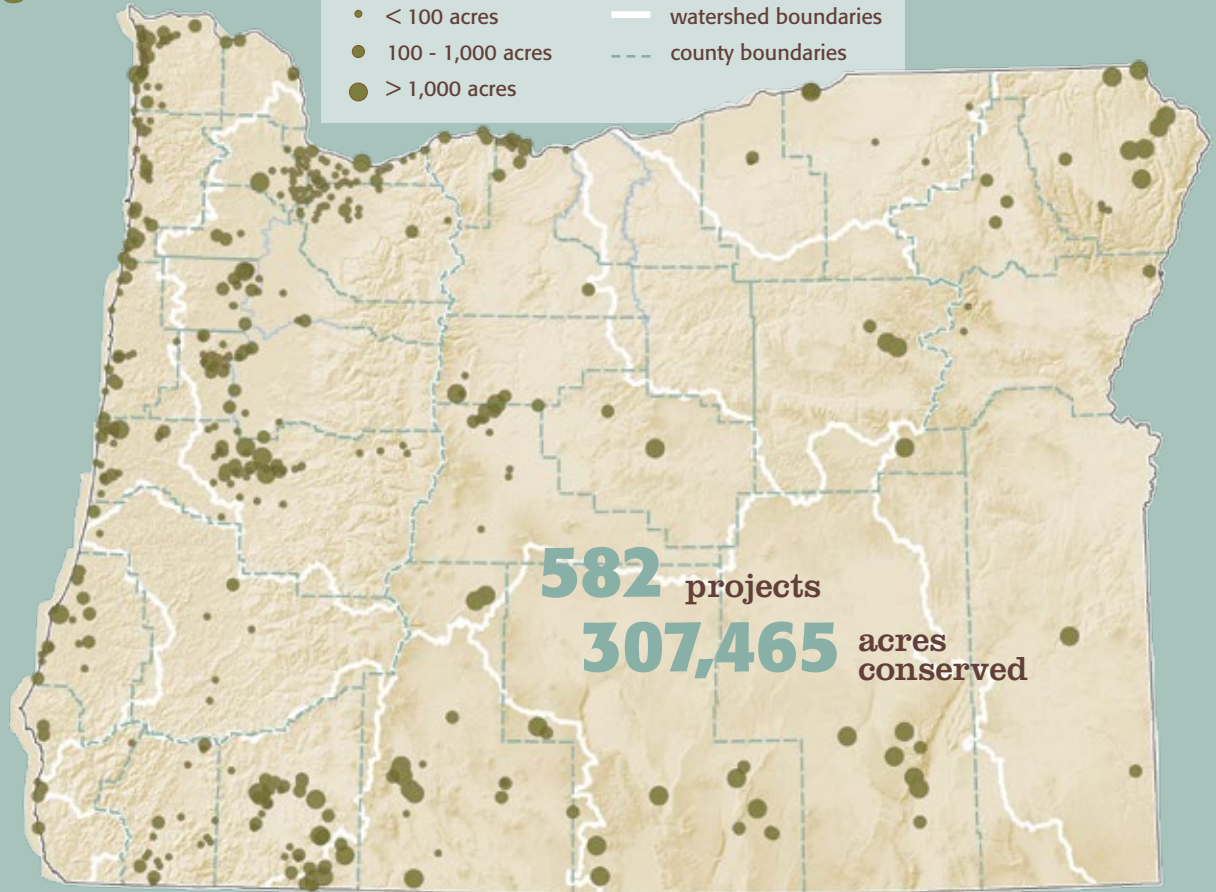 < 100 acres
watershed boundaries
100 - 1,000 acres
county boundaries
> 1,000 acres
582 projects
307,465 acres
conserved